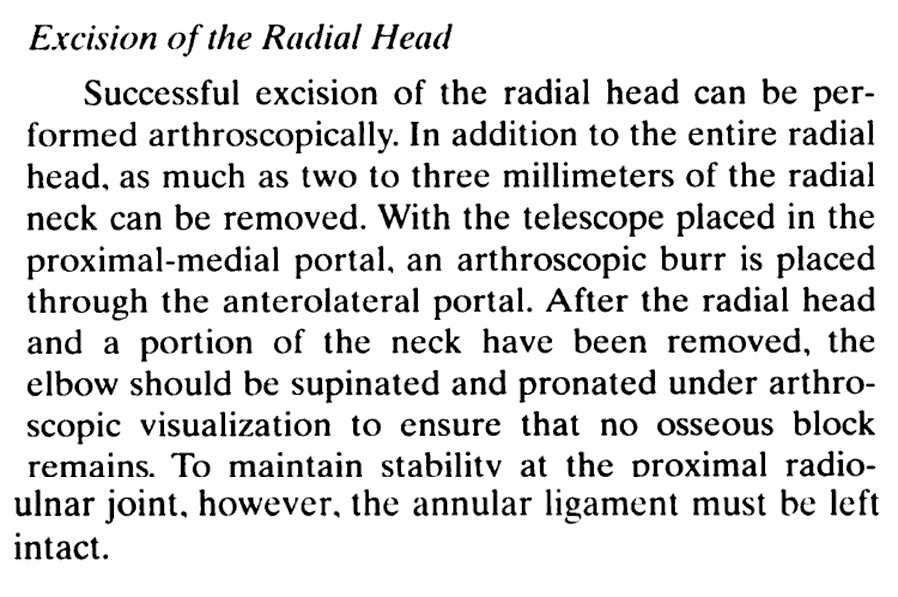 Excision of the Radial Head
Successful excision of the radial head can be per-
formed arthroscopically. In addition to the entire radial
head, as much as two to three millimeters of the radial
neck can be removed. With the telescope placed in the
proximal-medial portal, an arthroscopic burr is placed
through the anterolateral portal. After the radial head
and a portion of the neck have been removed, the
elbow should be supinated and pronated under arthro-
scopic visualization to ensure that no osseous block
remains. To maintain stability at the proximal radio-
ulnar joint, however, the annular ligament must be left
intact.